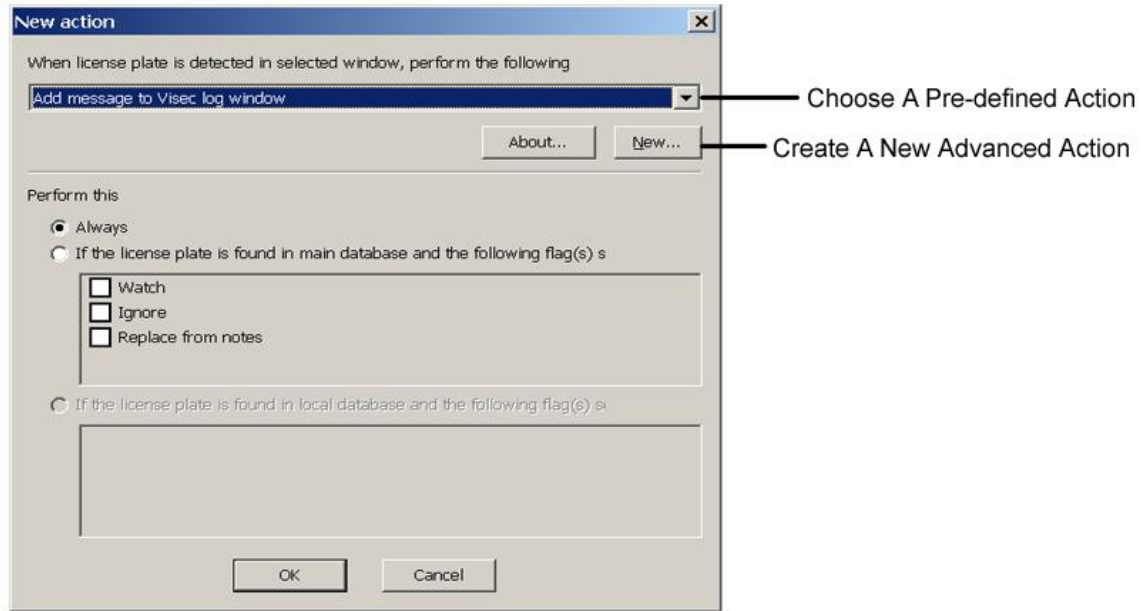 New action
When license plate is detected in selected window, perform the following
Add message to Visec log window
Choose A Pre-defined Action
About...
New...
Create A New Advanced Action
Perform this
Always
If the license plate is found in main database and the following flag(s) s
Watch
Ignore
Replace from notes
If the license plate is found in local database and the following flag(s) s
OK
Cancel